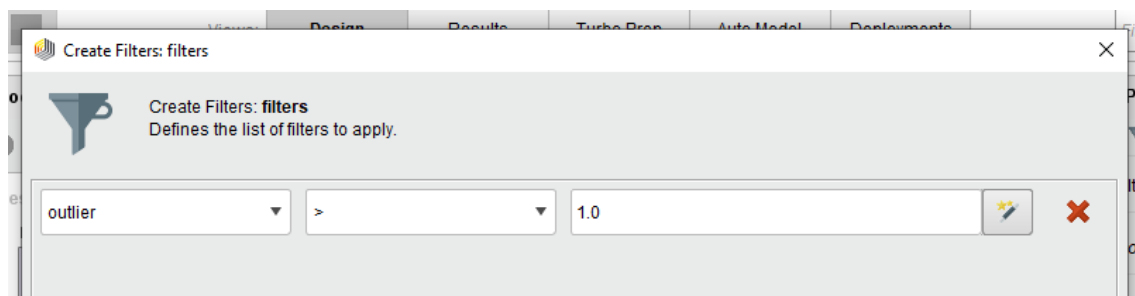 Views: Design Results Turbo Prep Auto Model Deployments
Create Filters: filters
Create Filters: filters
Defines the list of filters to apply.
outlier > 1.0